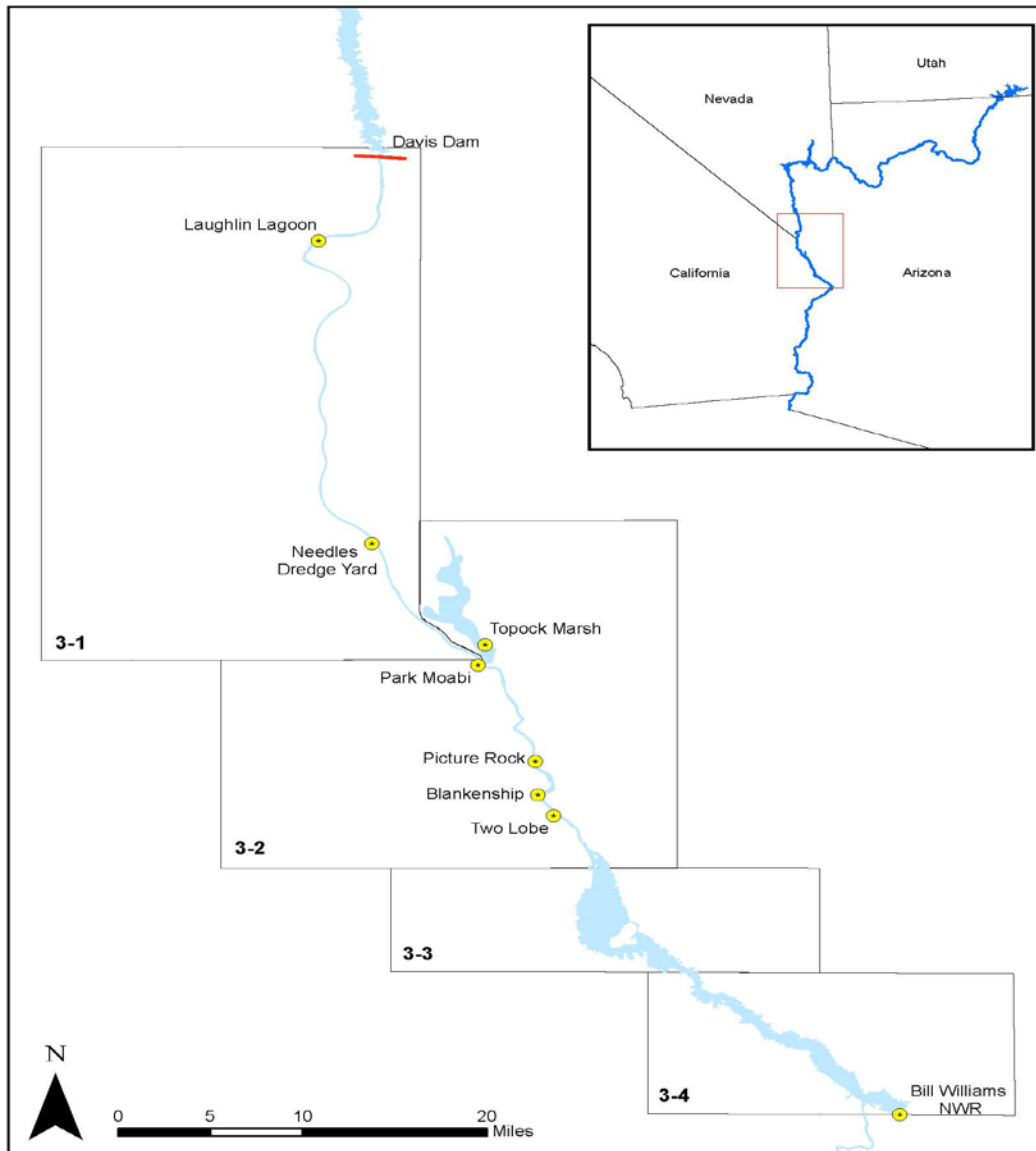 Davis Dam
Laughlin Lagoon
Needles
Dredge Yard
3-1
Topock Marsh
Park Moabi
Picture Rock
Blankenship
Two Lobe
3-2
3-3
3-4
Bill Williams
NWR
N
0 5 10 20
Miles
Utah
Nevada
California
Arizona